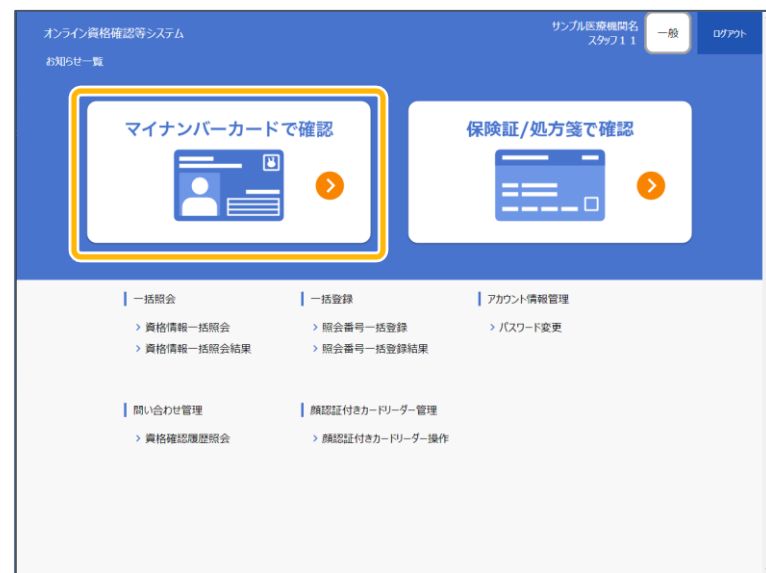 オンライン資格確認等システム
サンプル医療機関名
スタッフ１１
一般
ログアウト
お知らせ一覧
マイナンバーカードで確認
保険証/処方箋で確認
一括照会
一括登録
アカウント情報管理
> 資格情報一括照会
> 照会番号一括登録
> パスワード変更
> 資格情報一括照会結果
> 照会番号一括登録結果
問い合わせ管理
顔認証付きカードリーダー管理
> 資格確認履歴照会
> 顔認証付きカードリーダー操作